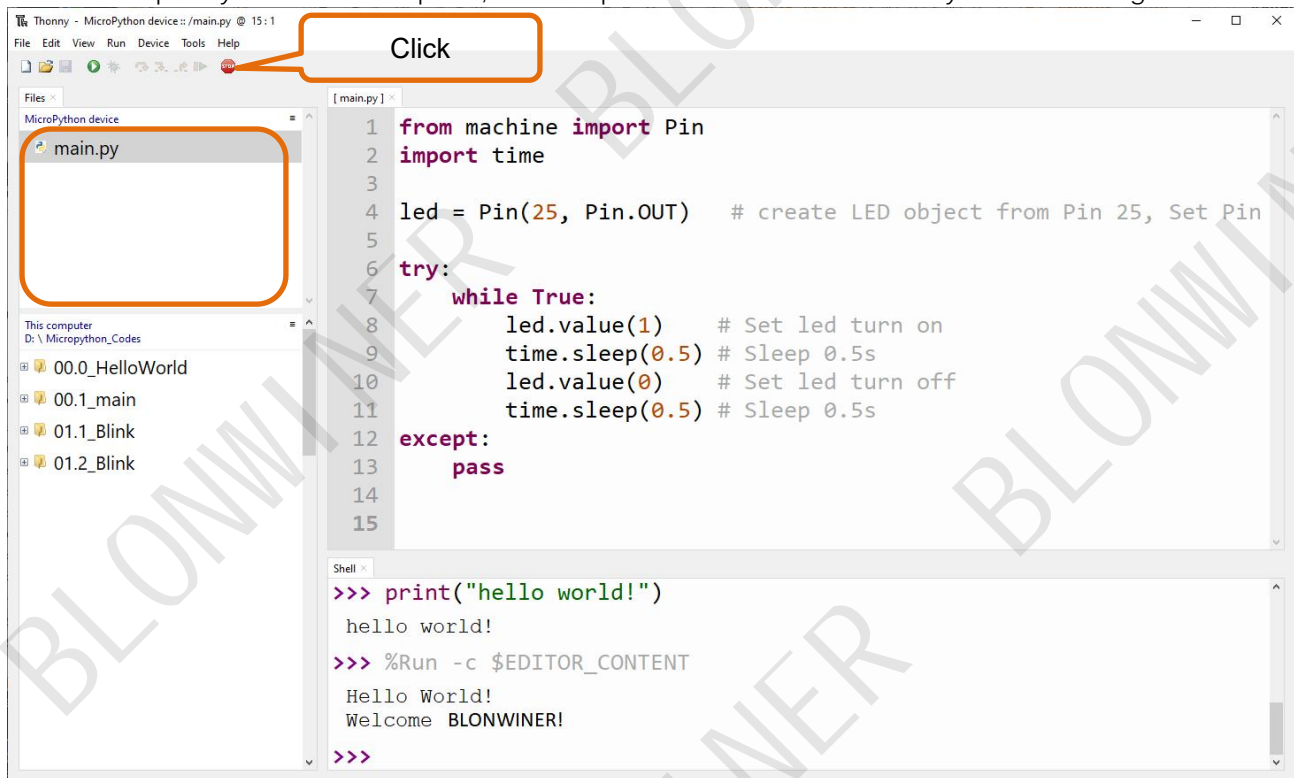 Thonny - MicroPython device :: /main.py @ 15 : 1
File Edit View Run Device Tools Help
Click
STOP
Files ×
MicroPython device
main.py
This computer
D: \ Micropython_Codes
00.0_HelloWorld
00.1_main
01.1_Blink
01.2_Blink
[ main.py ] ×
1 from machine import Pin
2 import time
3
4 led = Pin(25, Pin.OUT)   # create LED object from Pin 25, Set Pin
5
6 try:
7     while True:
8         led.value(1)    # Set led turn on
9         time.sleep(0.5) # Sleep 0.5s
10         led.value(0)    # Set led turn off
11         time.sleep(0.5) # Sleep 0.5s
12 except:
13     pass
14
15
Shell ×
>>> print("hello world!")
hello world!
>>> %Run -c $EDITOR_CONTENT
Hello World!
Welcome BLONWINER!
>>>
BLONWINER